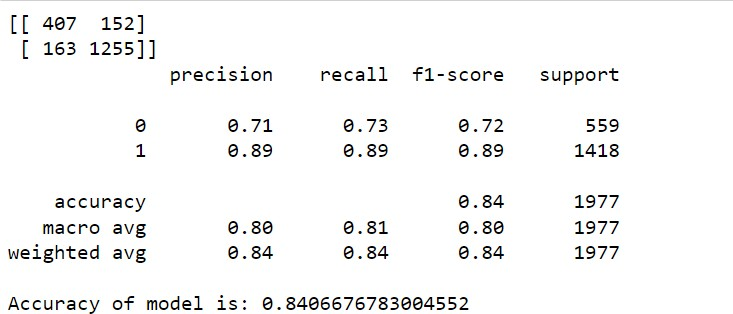 [[ 407 152]
[ 163 1255]]
precision recall f1-score support
0 0.71 0.73 0.72 559
1 0.89 0.89 0.89 1418
accuracy 0.84 1977
macro avg 0.80 0.81 0.80 1977
weighted avg 0.84 0.84 0.84 1977
Accuracy of model is: 0.8406676783004552